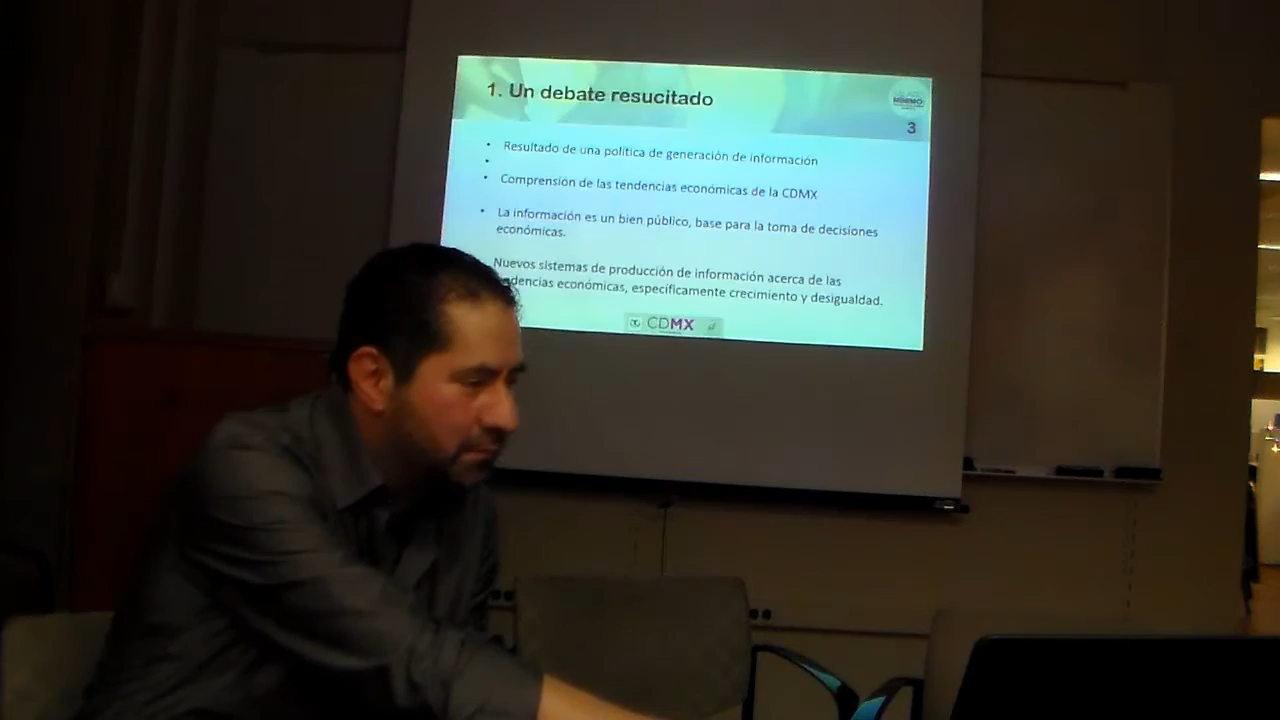 1. Un debate resucitado
3
Resultado de una política de generación de información
Comprensión de las tendencias económicas de la CDMX
La información es un bien público, base para la toma de decisiones
económicas.
Nuevos sistemas de producción de información acerca de las
económicas, específicamente crecimiento y desigualdad.
CDMX